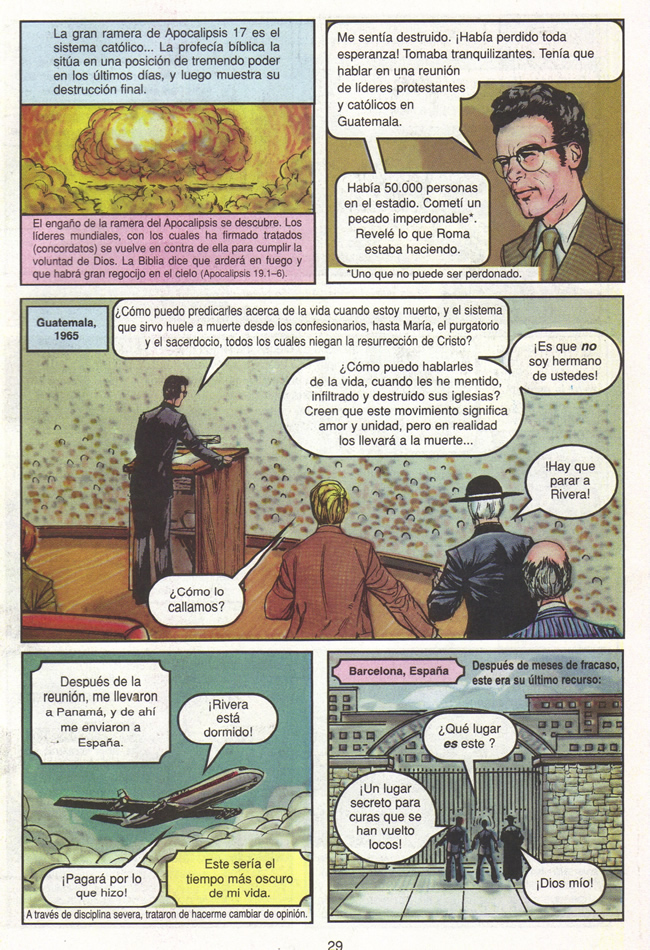 La gran ramera de Apocalipsis 17 es el
sistema católico... La profecía bíblica la
sitúa en una posición de tremendo poder
en los últimos días, y luego muestra su
destrucción final.
El engaño de la ramera del Apocalipsis se descubre. Los
líderes mundiales, con los cuales ha firmado tratados
(concordatos) se vuelve en contra de ella para cumplir la
voluntad de Dios. La Biblia dice que arderá en fuego y
que habrá gran regocijo en el cielo (Apocalipsis 19.1–6).
Me sentía destruido. ¡Había perdido toda
esperanza! Tomaba tranquilizantes. Tenía que
hablar en una reunión
de líderes protestantes
y católicos en
Guatemala.
Había 50.000 personas
en el estadio. Cometí un
pecado imperdonable*.
Revelé lo que Roma
estaba haciendo.
*Uno que no puede ser perdonado.
Guatemala,
1965
¿Cómo puedo predicarles acerca de la vida cuando estoy muerto, y el sistema
que sirvo huele a muerte desde los confesionarios, hasta María, el purgatorio
y el sacerdocio, todos los cuales niegan la resurrección de Cristo?
¿Cómo puedo hablarles
de la vida, cuando les he mentido,
infiltrado y destruido sus iglesias?
Creen que este movimiento significa
amor y unidad, pero en realidad
los llevará a la muerte...
¡Es que no
soy hermano
de ustedes!
!Hay que
parar a
Rivera!
¿Cómo lo
callamos?
Después de la
reunión, me llevaron
a Panamá, y de ahí
me enviaron a
España.
¡Rivera
está
dormido!
¡Pagará por lo
que hizo!
Este sería el
tiempo más oscuro
de mi vida.
A través de disciplina severa, trataron de hacerme cambiar de opinión.
Barcelona, España
Después de meses de fracaso,
este era su último recurso:
¿Qué lugar
es este ?
¡Un lugar
secreto para
curas que se
han vuelto
locos!
¡Dios mío!
29